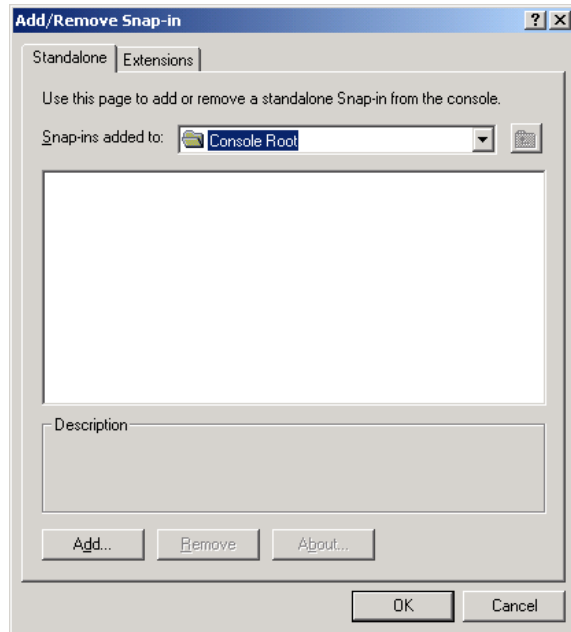 Add/Remove Snap-in
Standalone Extensions
Use this page to add or remove a standalone Snap-in from the console.
Snap-ins added to: Console Root
Description
Add... Remove About...
OK Cancel